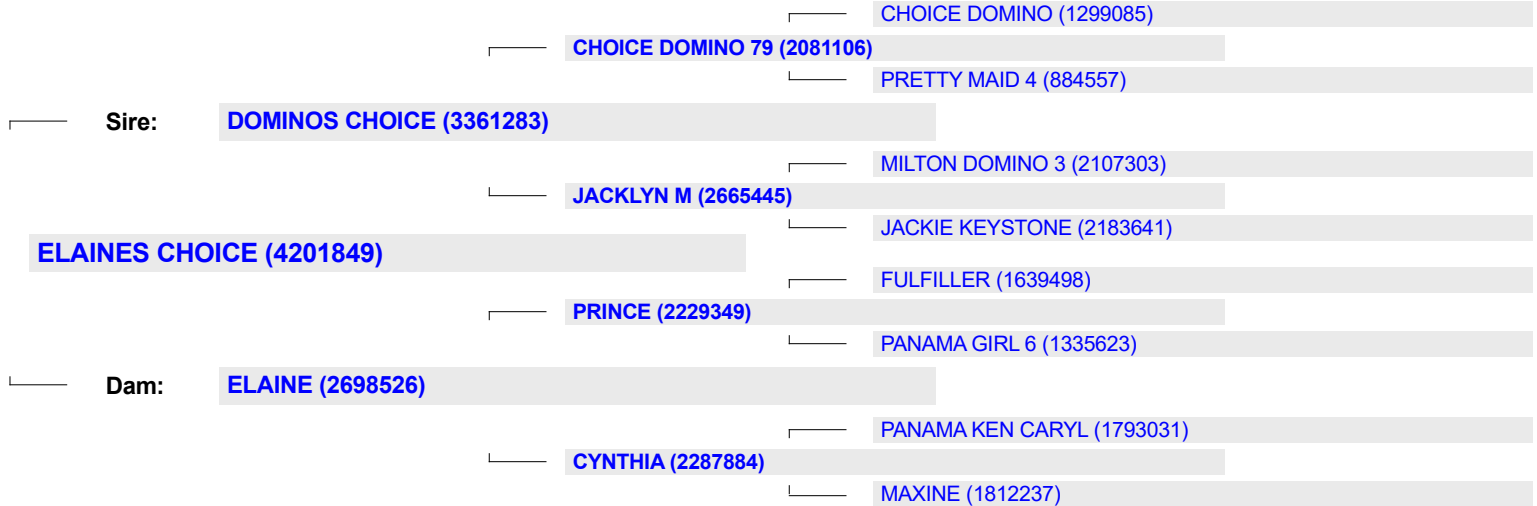 CHOICE DOMINO (1299085)
CHOICE DOMINO 79 (2081106)
PRETTY MAID 4 (884557)
Sire: DOMINOS CHOICE (3361283)
MILTON DOMINO 3 (2107303)
JACKLYN M (2665445)
JACKIE KEYSTONE (2183641)
ELAINES CHOICE (4201849)
FULFILLER (1639498)
PRINCE (2229349)
PANAMA GIRL 6 (1335623)
Dam: ELAINE (2698526)
PANAMA KEN CARYL (1793031)
CYNTHIA (2287884)
MAXINE (1812237)